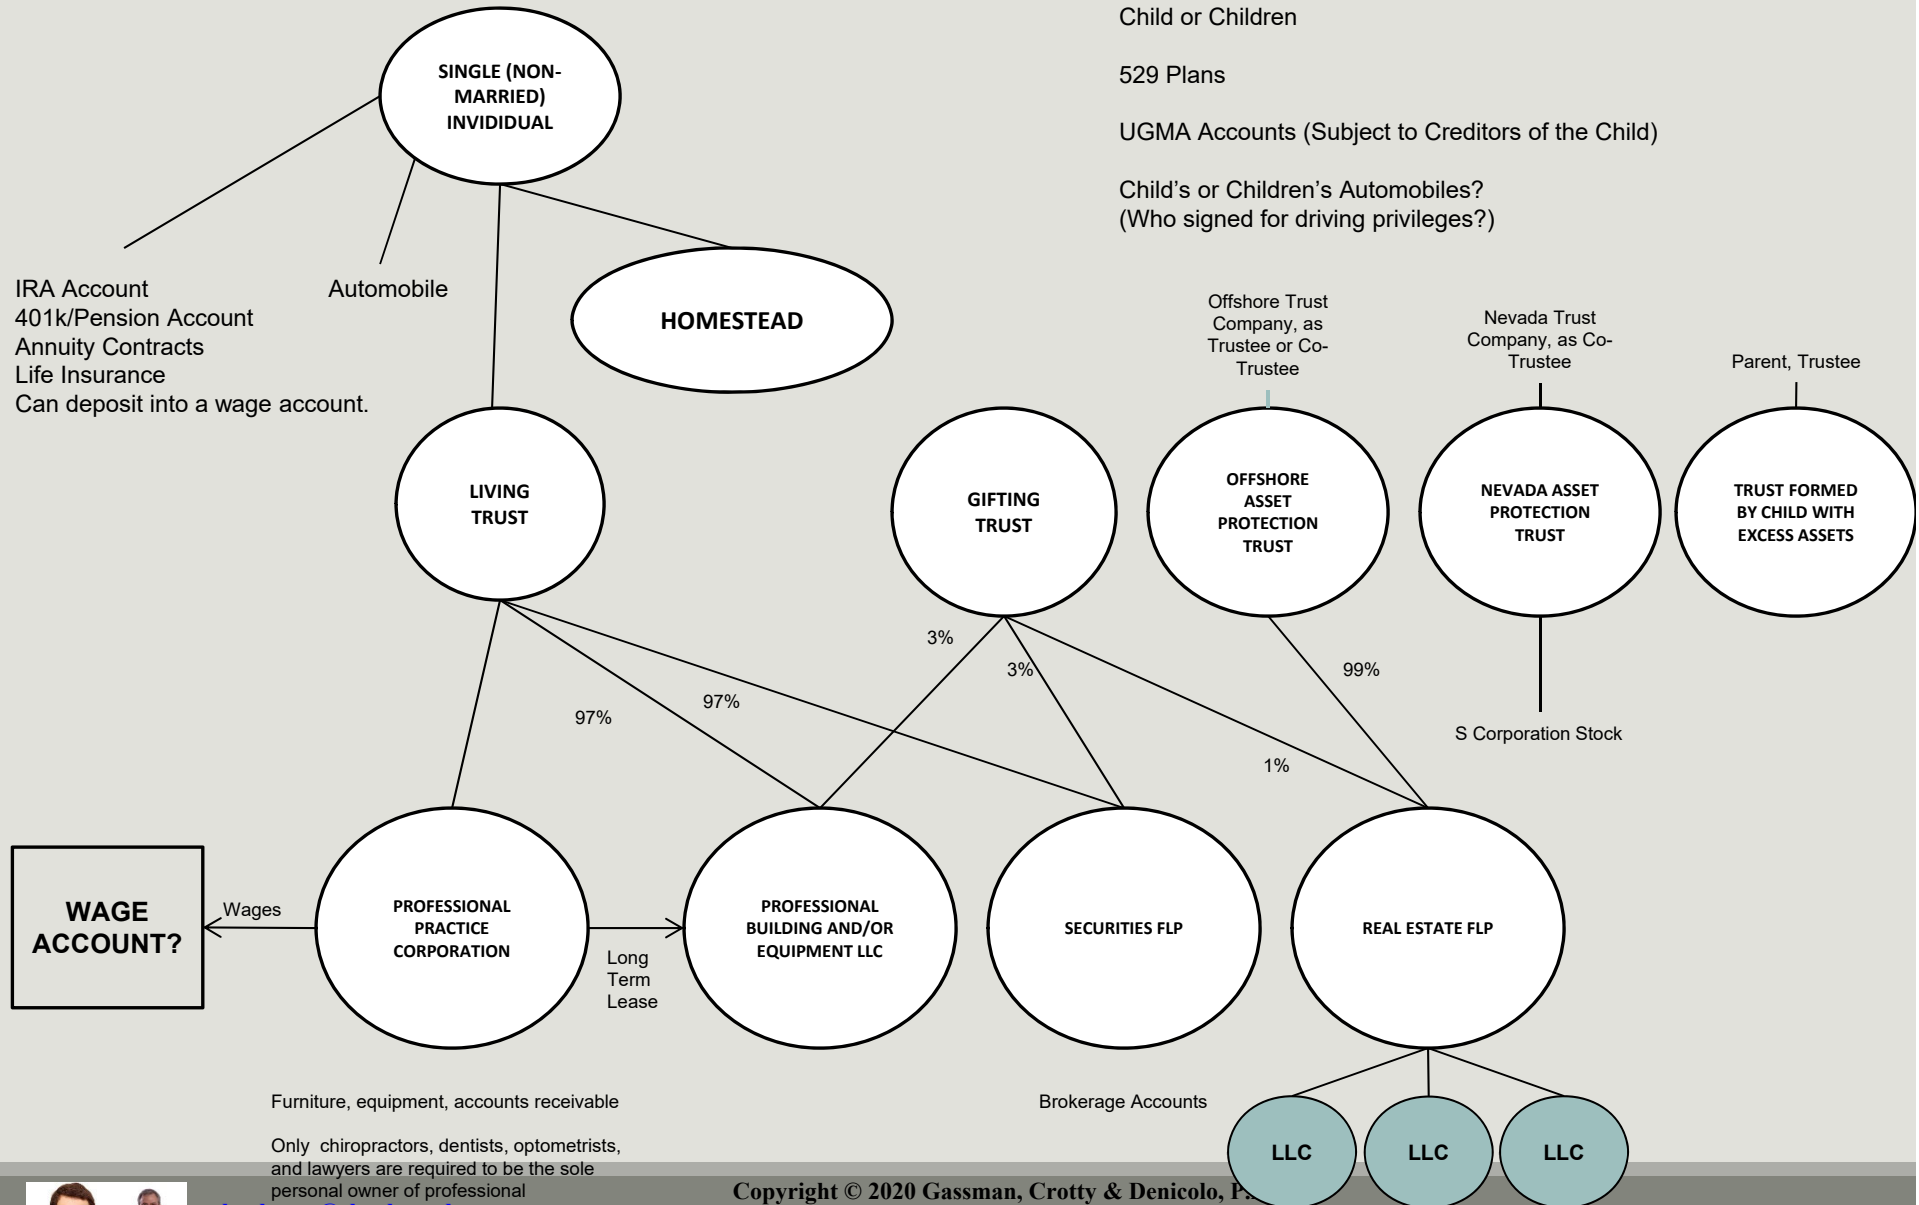 Child or Children
529 Plans
UGMA Accounts (Subject to Creditors of the Child)
Child’s or Children’s Automobiles?
(Who signed for driving privileges?)
SINGLE (NON-
MARRIED)
INVIDIDUAL
IRA Account
401k/Pension Account
Annuity Contracts
Life Insurance
Can deposit into a wage account.
Automobile
HOMESTEAD
Offshore Trust
Company, as
Trustee or Co-
Trustee
Nevada Trust
Company, as Co-
Trustee
Parent, Trustee
LIVING
TRUST
GIFTING
TRUST
OFFSHORE
ASSET
PROTECTION
TRUST
NEVADA ASSET
PROTECTION
TRUST
TRUST FORMED
BY CHILD WITH
EXCESS ASSETS
3%
3%
99%
97%
97%
1%
S Corporation Stock
WAGE
ACCOUNT?
Wages
PROFESSIONAL
PRACTICE
CORPORATION
Long
Term
Lease
PROFESSIONAL
BUILDING AND/OR
EQUIPMENT LLC
SECURITIES FLP
REAL ESTATE FLP
Furniture, equipment, accounts receivable
Only chiropractors, dentists, optometrists,
and lawyers are required to be the sole
personal owner of professional
Brokerage Accounts
LLC
LLC
LLC
Copyright © 2020 Gassman, Crotty & Denicolo, P.